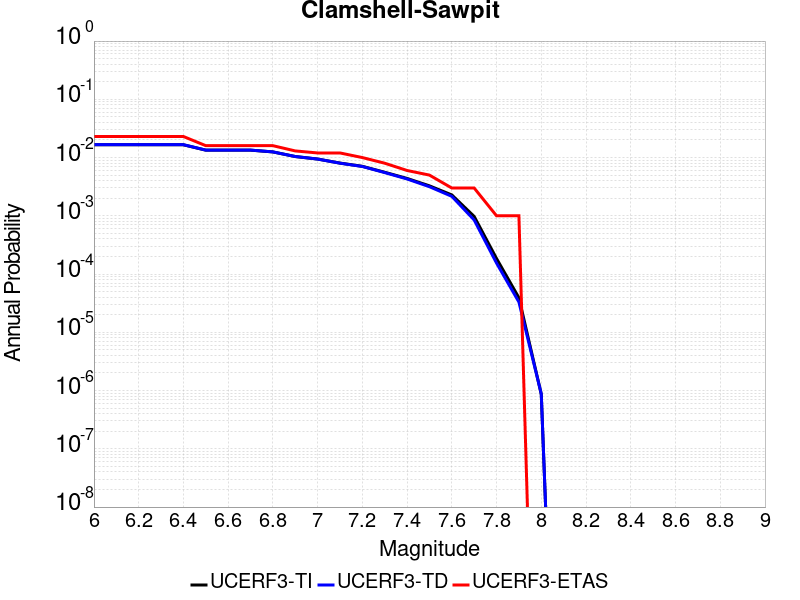 Clamshell-Sawpit
10^0
10^-1
10^-2
10^-3
10^-4
10^-5
10^-6
10^-7
10^-8
Annual Probability
6 6.2 6.4 6.6 6.8 7 7.2 7.4 7.6 7.8 8 8.2 8.4 8.6 8.8 9
Magnitude
UCERF3-TI UCERF3-TD UCERF3-ETAS